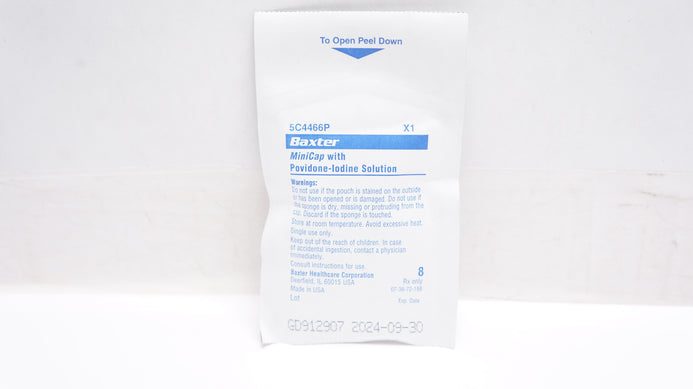 To Open Peel Down
5C4466P X1
Baxter
MiniCap with
Povidone-Iodine Solution
Warnings:
Do not use if the pouch is stained on the outside
or has been opened or is damaged. Do not use if
the sponge is dry, missing or protruding from the
cap. Discard if the sponge is touched.
Store at room temperature. Avoid excessive heat.
Single use only.
Keep out of the reach of children. In case
of accidental ingestion, contact a physician
immediately.
Consult instructions for use.
Baxter Healthcare Corporation 8
Deerfield, IL 60015 USA Rx only
Made in USA
Lot Exp. Date
GD912907 2024-09-30